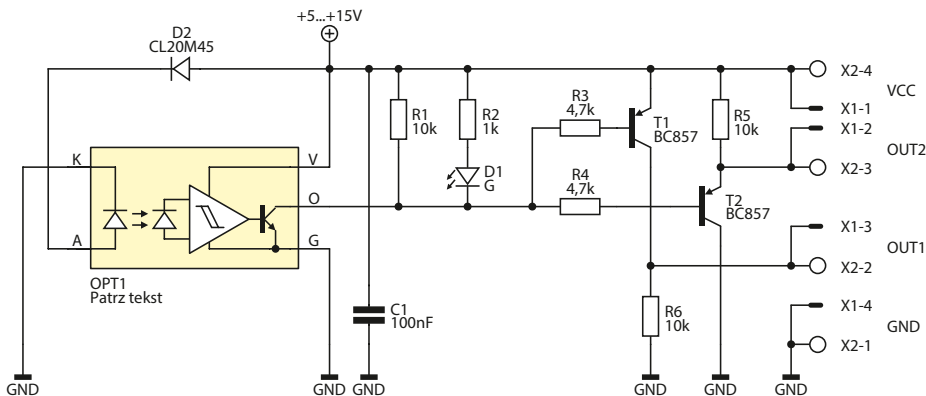 +5...+15V
D2
CL20M45
X2-4
VCC
X1-1
R1
10k
R2
1k
R3
4,7k
T1
BC857
R5
10k
X1-2
OUT2
X2-3
K
V
D1
G
R4
4,7k
O
T2
BC857
A
G
X1-3
OUT1
X2-2
OPT1
Patrz tekst
C1
100nF
R6
10k
X1-4
GND
X2-1
GND
GND
GND
GND
GND
GND